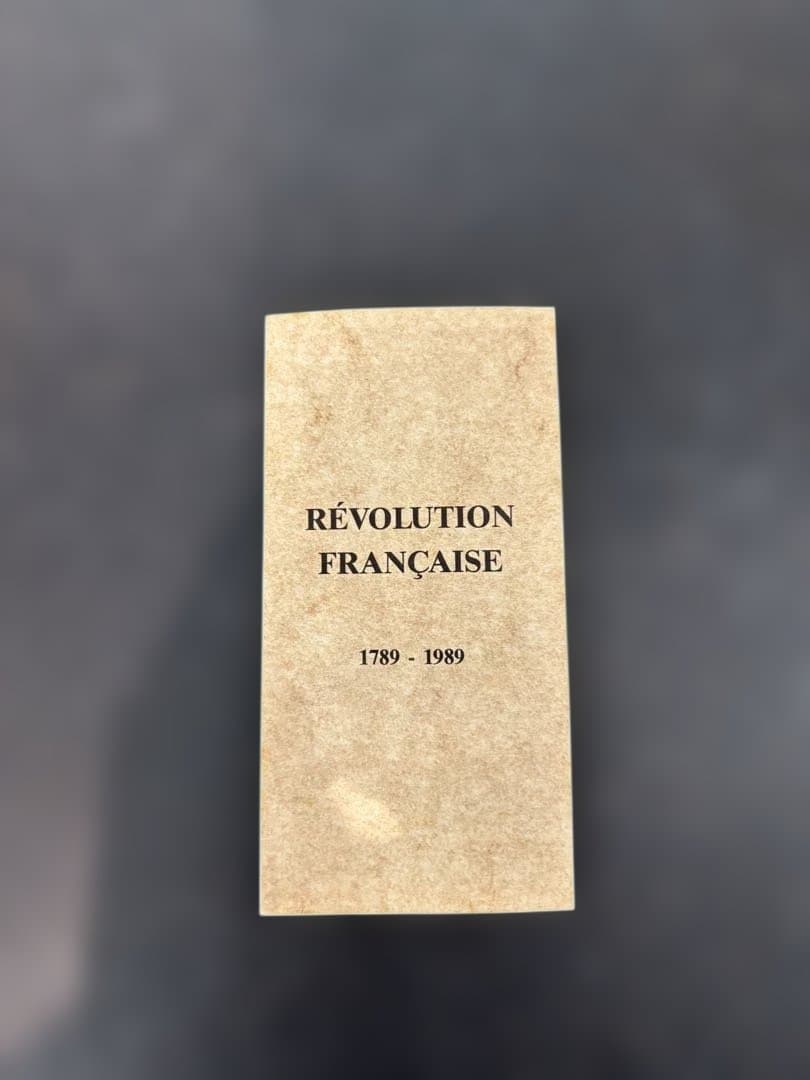 RÉVOLUTION
FRANÇAISE
1789 - 1989